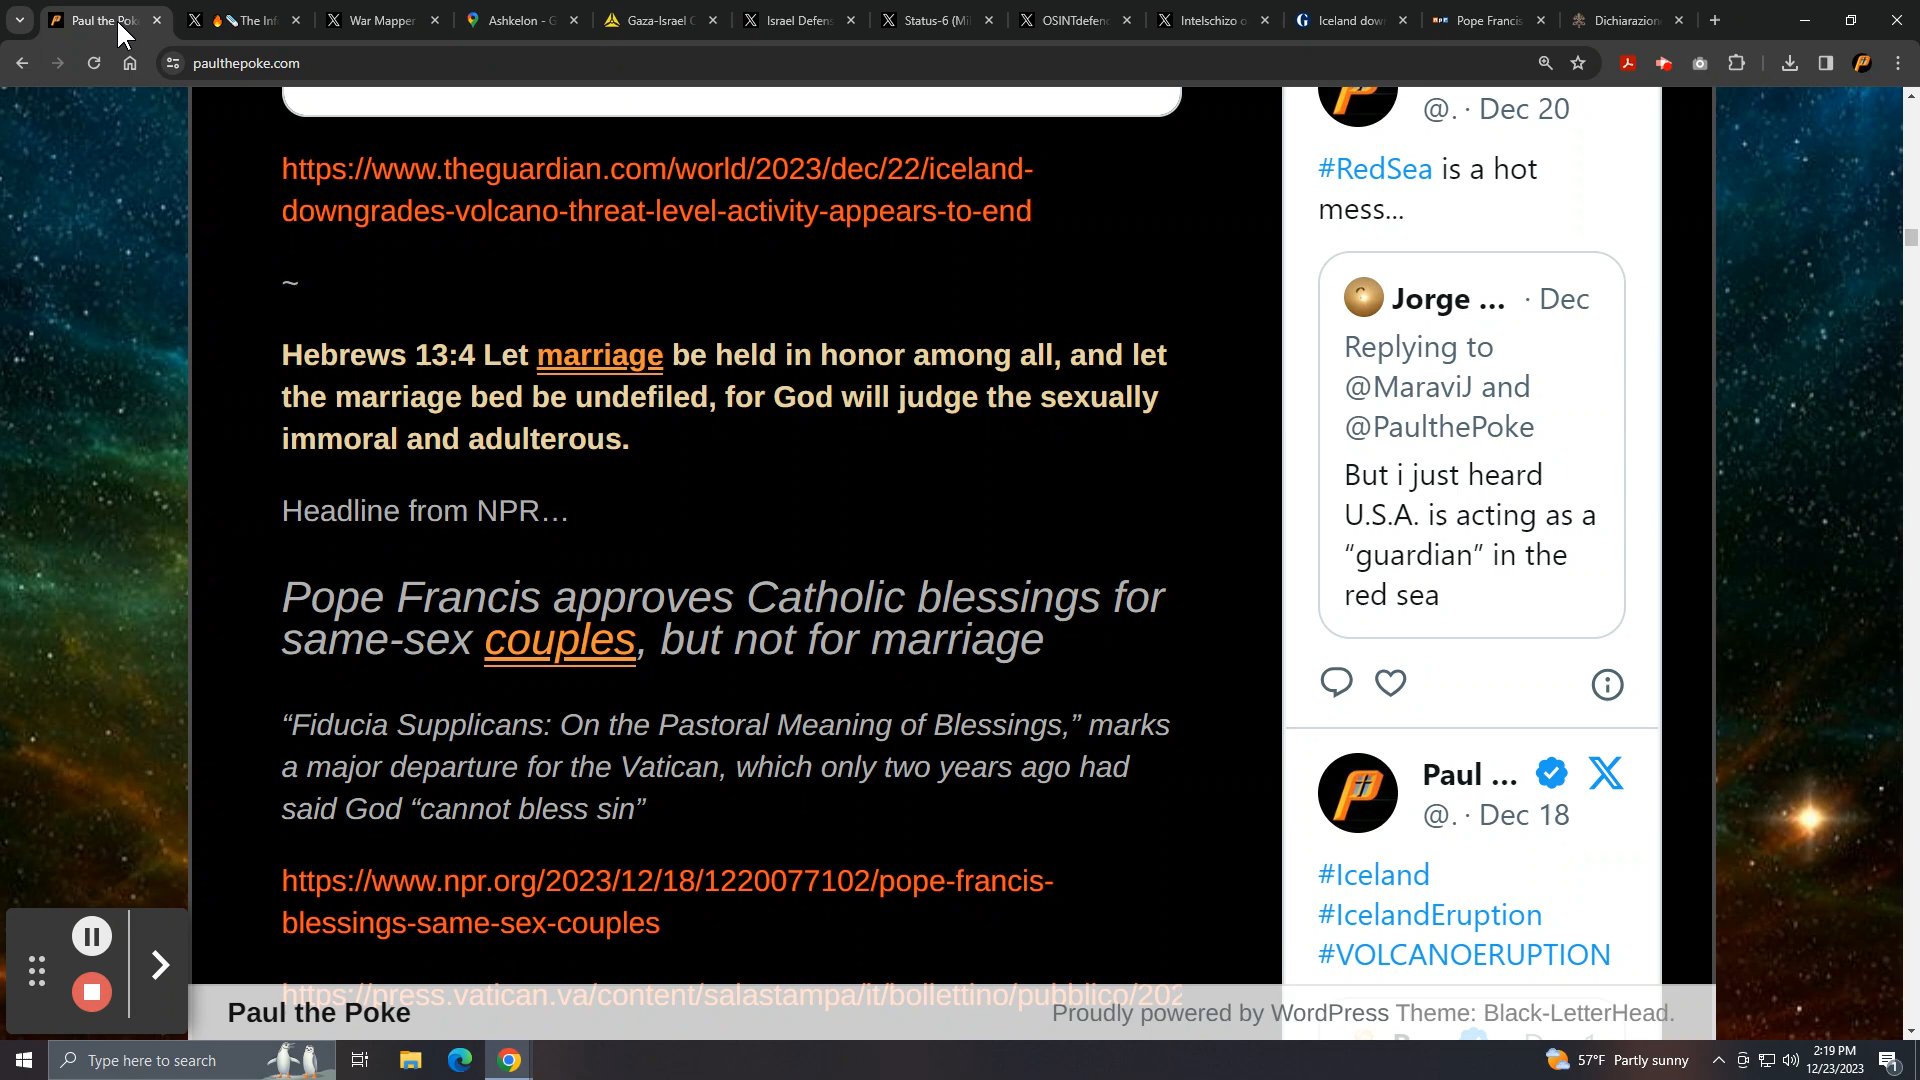 Paul the Pok
The Inf
War Mapper
Ashkelon - G
Gaza-Israel C
Israel Defens
Status-6 (Mil
OSINTdefend
Intelschizo o
Iceland dow
Pope Francis
Dichiarazion
paulthepoke.com
https://www.theguardian.com/world/2023/dec/22/iceland-
downgrades-volcano-threat-level-activity-appears-to-end
~
Hebrews 13:4 Let marriage be held in honor among all, and let
the marriage bed be undefiled, for God will judge the sexually
immoral and adulterous.
Headline from NPR…
Pope Francis approves Catholic blessings for
same-sex couples, but not for marriage
“Fiducia Supplicans: On the Pastoral Meaning of Blessings,” marks
a major departure for the Vatican, which only two years ago had
said God “cannot bless sin”
https://www.npr.org/2023/12/18/1220077102/pope-francis-
blessings-same-sex-couples
https://press.vatican.va/content/salastampa/it/bollettino/pubblico/202
@. · Dec 20
#RedSea is a hot
mess...
Jorge ... · Dec
Replying to
@MaraviJ and
@PaulthePoke
But i just heard
U.S.A. is acting as a
“guardian” in the
red sea
Paul ...
@. · Dec 18
#Iceland
#IcelandEruption
#VOLCANOERUPTION
Paul the Poke
Proudly powered by WordPress Theme: Black-LetterHead.
Type here to search
57°F Partly sunny
2:19 PM
12/23/2023
1